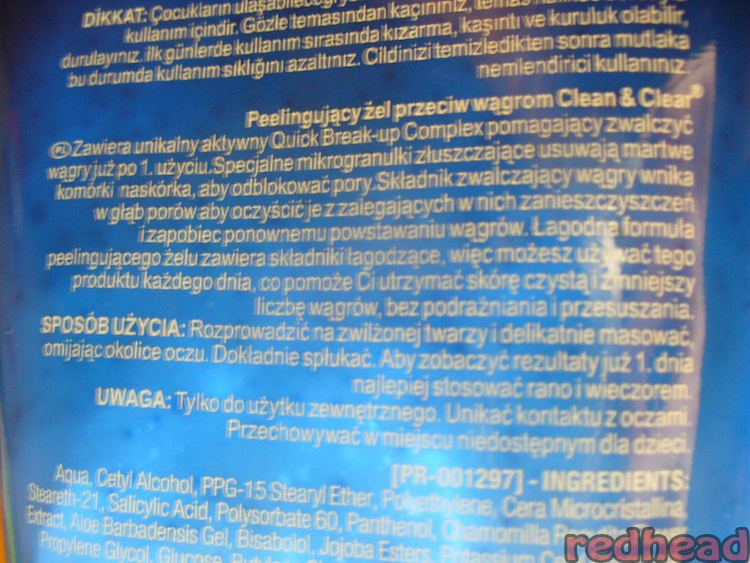 DİKKAT: Çocukların
kullanım içindir. Gözle temasından kaçınınız,
durulayınız. ilk günlerde kullanım sırasında kızarma, kaşıntı ve kuruluk olabilir,
bu durumda kullanım sıklığını azaltınız. Cildinizi temizledikten sonra mutlaka
nemlendirici kullanınız.
Peelingujący żel przeciw wągrom Clean & Clear®
PL Zawiera unikalny aktywny Quick Break-up Complex pomagający zwalczyć
wągry już po 1. użyciu. Specjalne mikrogranulki złuszczające usuwają martwe
komórki naskórka, aby odblokować pory. Składnik zwalczający wągry wnika
w głąb porów aby oczyścić je z zalegających w nich zanieczyszczeń
i zapobiec ponownemu powstawaniu wągrów. Łagodna formuła
peelingującego żelu zawiera składniki łagodzące, więc możesz używać tego
produktu każdego dnia, co pomoże Ci utrzymać skórę czystą i zmniejszy
liczbę wągrów, bez podrażniania i przesuszania.
SPOSÓB UŻYCIA: Rozprowadzić na zwilżonej twarzy i delikatnie masować,
omijając okolice oczu. Dokładnie spłukać. Aby zobaczyć rezultaty już 1. dnia
najlepiej stosować rano i wieczorem.
UWAGA: Tylko do użytku zewnętrznego. Unikać kontaktu z oczami.
Przechowywać w miejscu niedostępnym dla dzieci.
[PR-001297] - INGREDIENTS:
Aqua, Cetyl Alcohol, PPG-15 Stearyl Ether, Polyethylene, Cera Microcristallina,
Steareth-21, Salicylic Acid, Polysorbate 60, Panthenol, Chamomilla
Extract, Aloe Barbadensis Gel, Bisabolol, Jojoba Esters, Potassium
Propylene Glycol, Glucose,
redhead